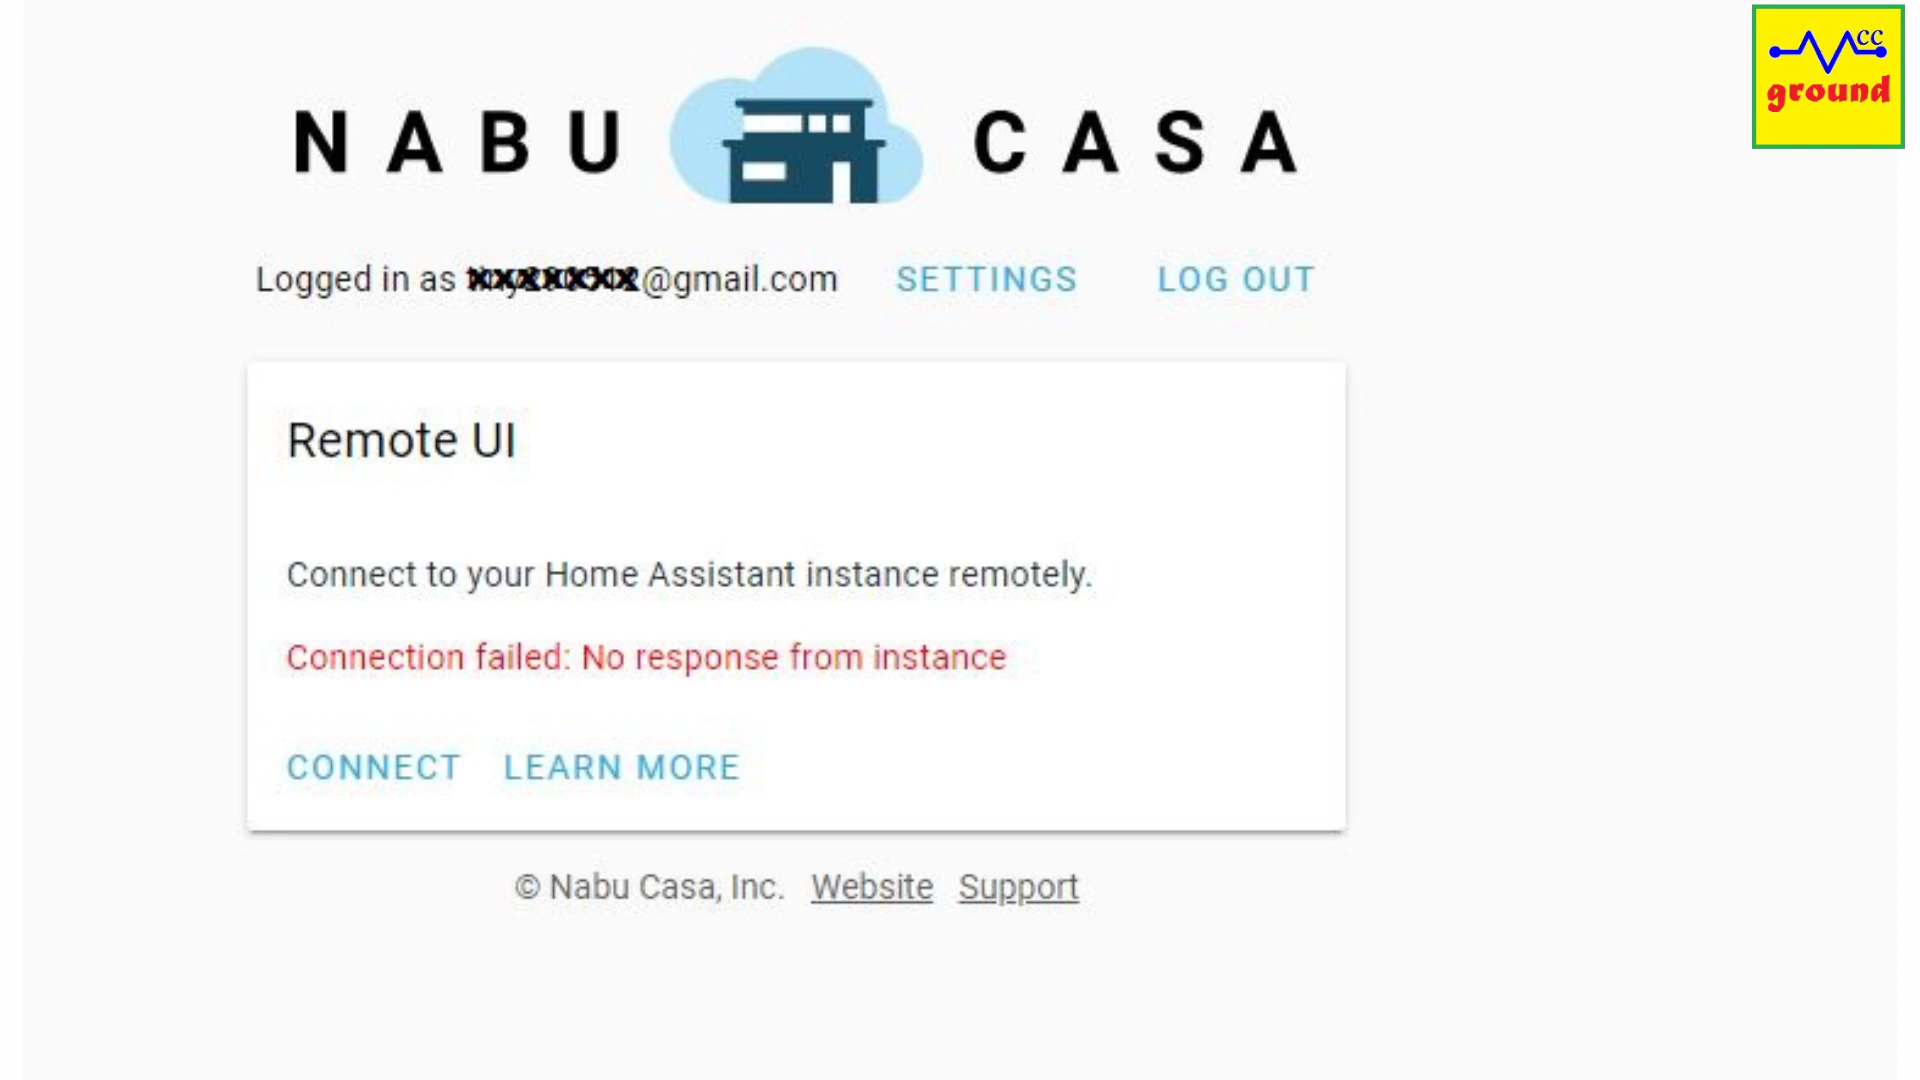 cc
ground
NABU CASA
Logged in as @gmail.com SETTINGS LOG OUT
Remote UI
Connect to your Home Assistant instance remotely.
Connection failed: No response from instance
CONNECT LEARN MORE
© Nabu Casa, Inc. Website Support